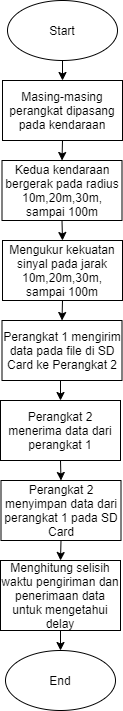 Start
Masing-masing
perangkat dipasang
pada kendaraan
Kedua kendaraan
bergerak pada radius
10m,20m,30m,
sampai 100m
Mengukur kekuatan
sinyal pada jarak
10m,20m,30m,
sampai 100m
Perangkat 1 mengirim
data pada file di SD
Card ke Perangkat 2
Perangkat 2
menerima data dari
perangkat 1
Perangkat 2
menyimpan data dari
perangkat 1 pada SD
Card
Menghitung selisih
waktu pengiriman dan
penerimaan data
untuk mengetahui
delay
End